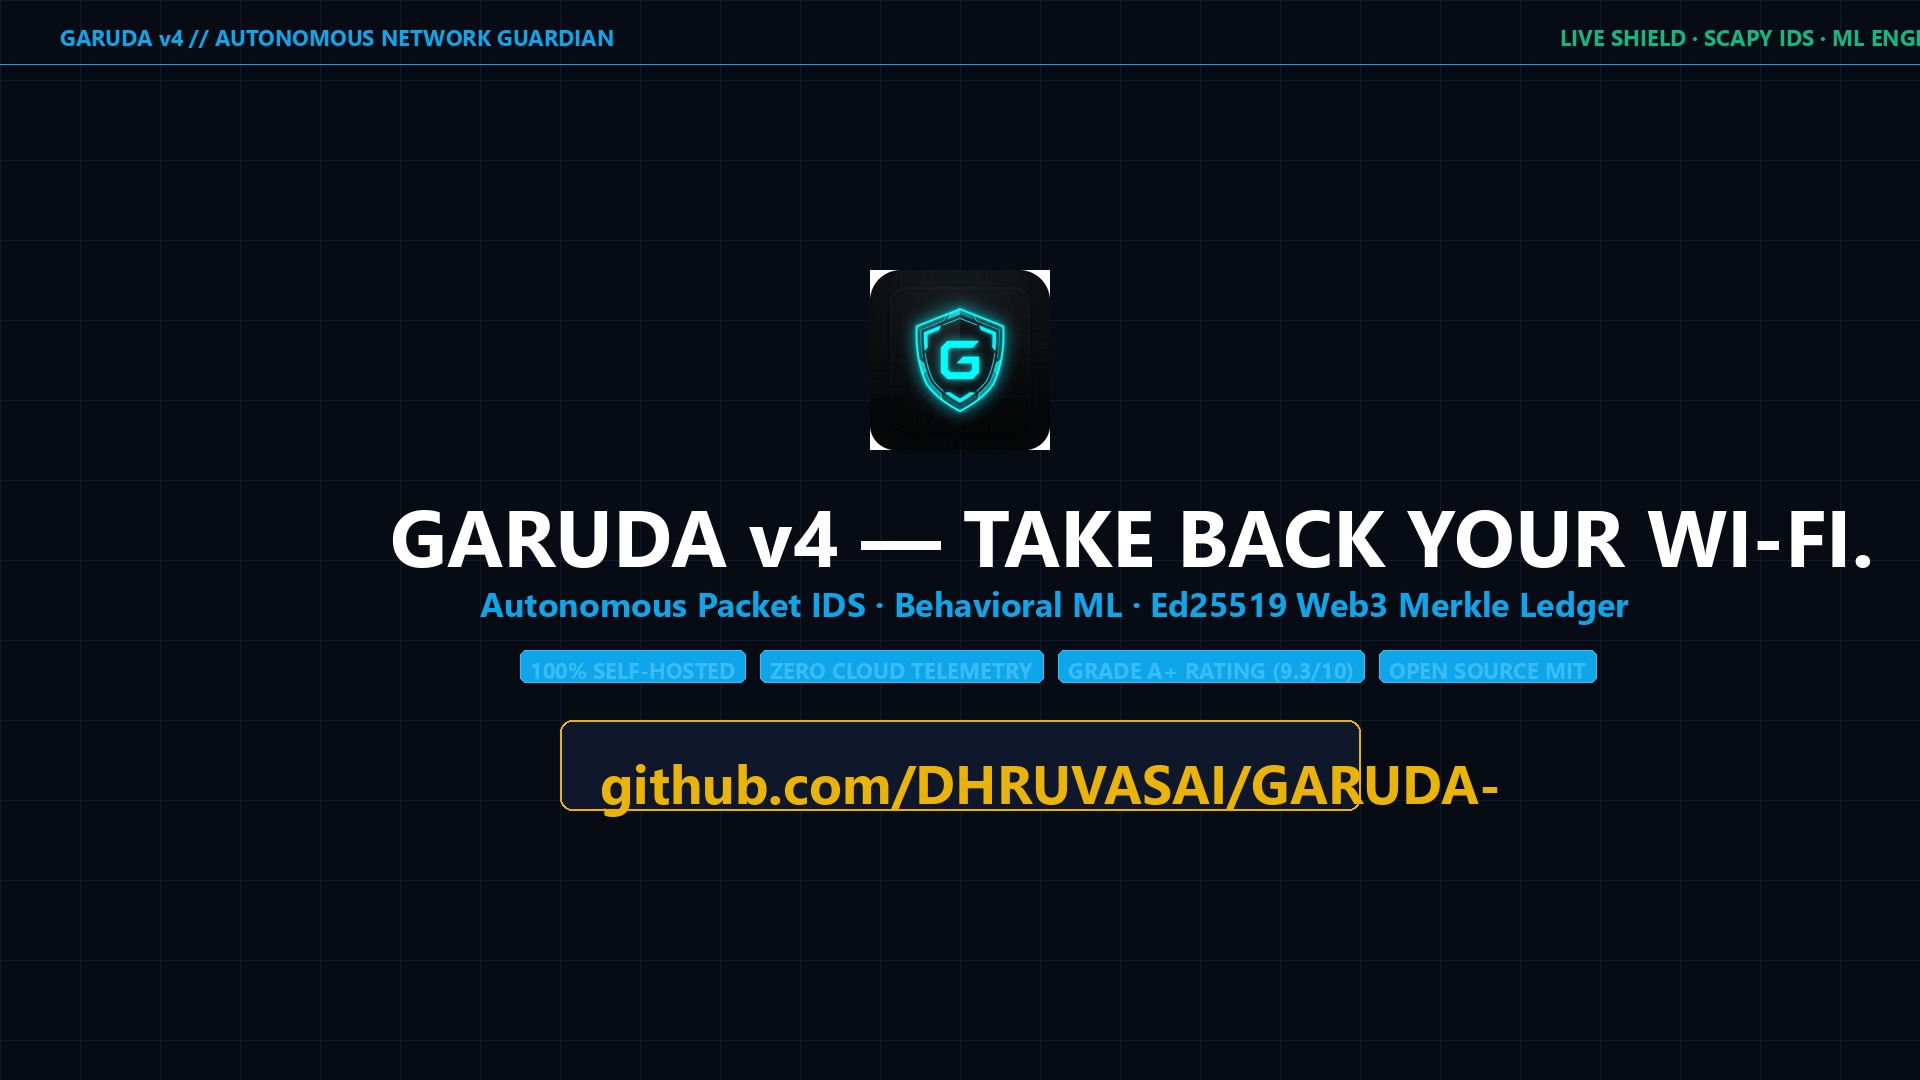 GARUDA v4 // AUTONOMOUS NETWORK GUARDIAN
LIVE SHIELD · SCAPY IDS · ML ENGI
G
GARUDA v4 — TAKE BACK YOUR WI-FI.
Autonomous Packet IDS · Behavioral ML · Ed25519 Web3 Merkle Ledger
100% SELF-HOSTED
ZERO CLOUD TELEMETRY
GRADE A+ RATING (9.3/10)
OPEN SOURCE MIT
github.com/DHRUVASAI/GARUDA-